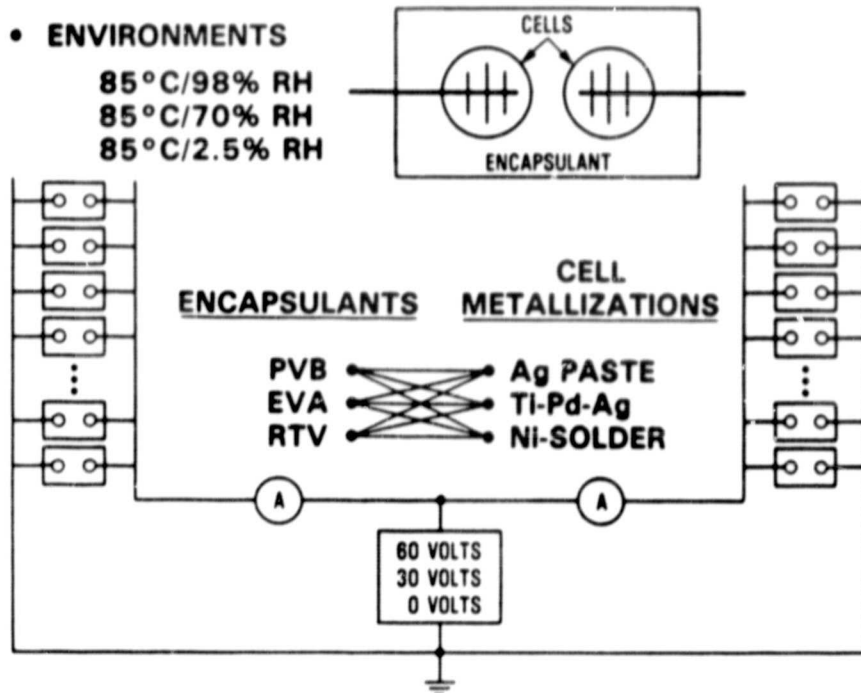 • ENVIRONMENTS
85°C/98% RH
85°C/70% RH
85°C/2.5% RH
CELLS
ENCAPSULANT
ENCAPSULANTS
PVB
EVA
RTV
CELL
METALLIZATIONS
Ag PASTE
Ti-Pd-Ag
Ni-SOLDER
A
A
60 VOLTS
30 VOLTS
0 VOLTS